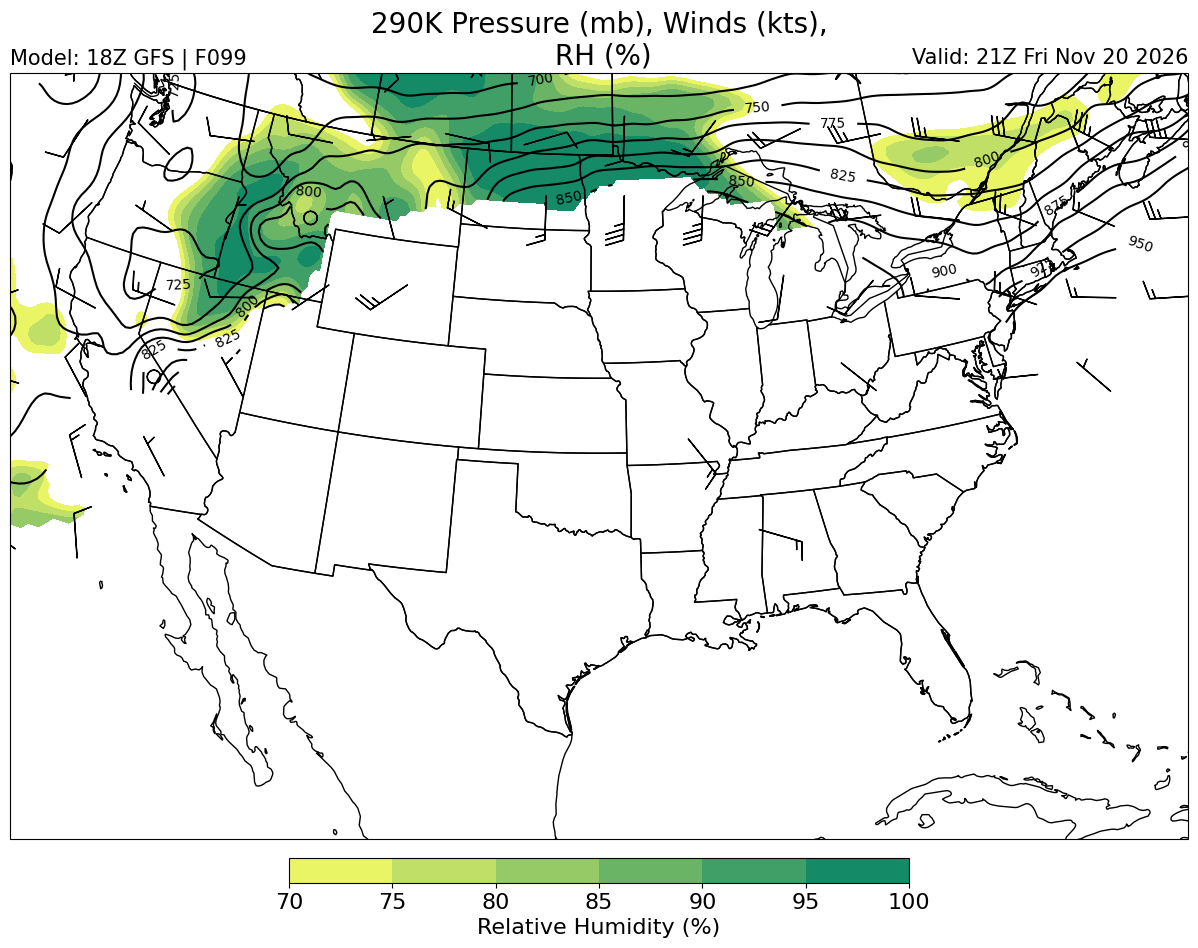 290K Pressure (mb), Winds (kts),
RH (%)
Model: 18Z GFS | F099
Valid: 21Z Fri Nov 20 2026
700
750
775
800
825
850
850
800
825
950
900
925
800
725
800
825
825
70 75 80 85 90 95 100
Relative Humidity (%)